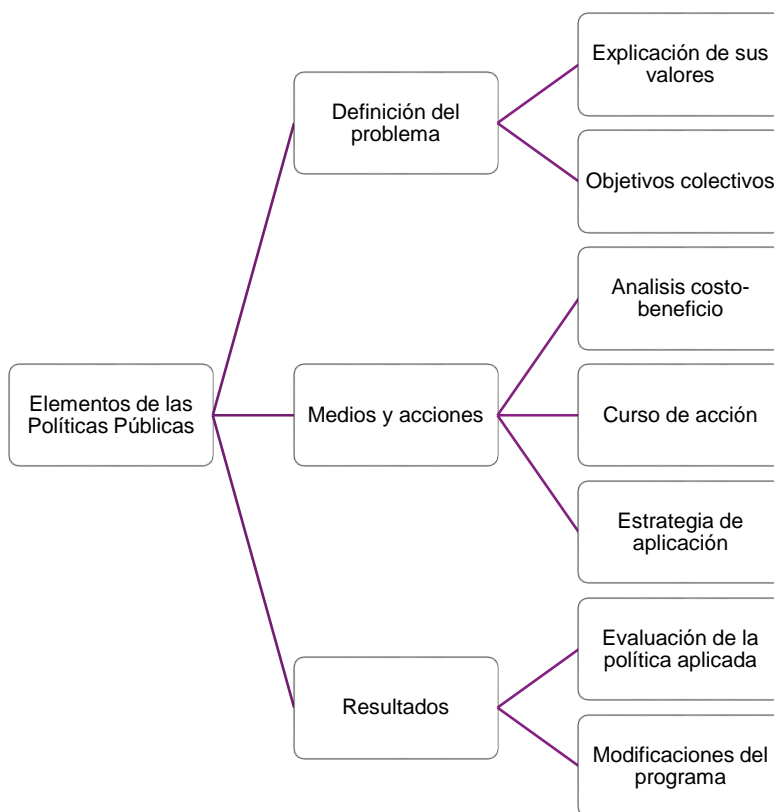 Elementos de las
Políticas Públicas
Definición del
problema
Explicación de sus
valores
Objetivos colectivos
Medios y acciones
Analisis costo-
beneficio
Curso de acción
Estrategia de
aplicación
Resultados
Evaluación de la
política aplicada
Modificaciones del
programa